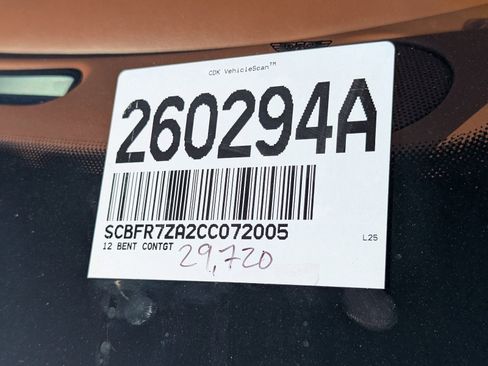 CDK VehicleScan™
260294A
SCBFR7ZA2CC072005
12 BENT CONTGT
L25
29,720